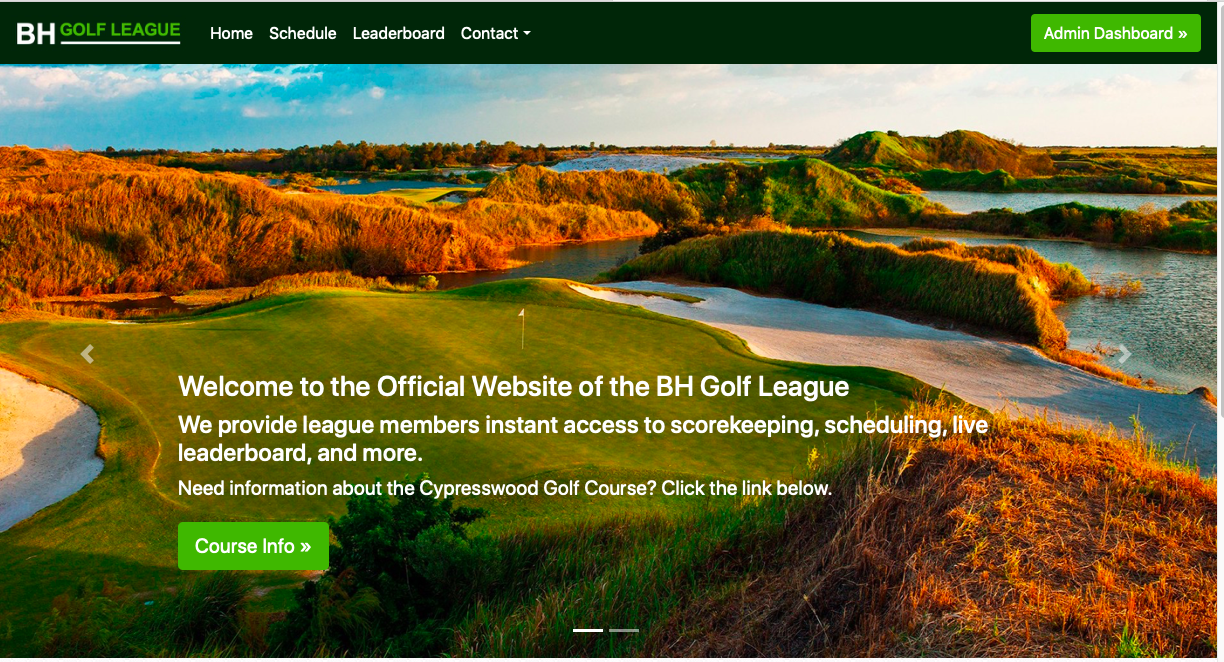 BH GOLF LEAGUE
Home Schedule Leaderboard Contact
Admin Dashboard »
Welcome to the Official Website of the BH Golf League
We provide league members instant access to scorekeeping, scheduling, live
leaderboard, and more.
Need information about the Cypresswood Golf Course? Click the link below.
Course Info »